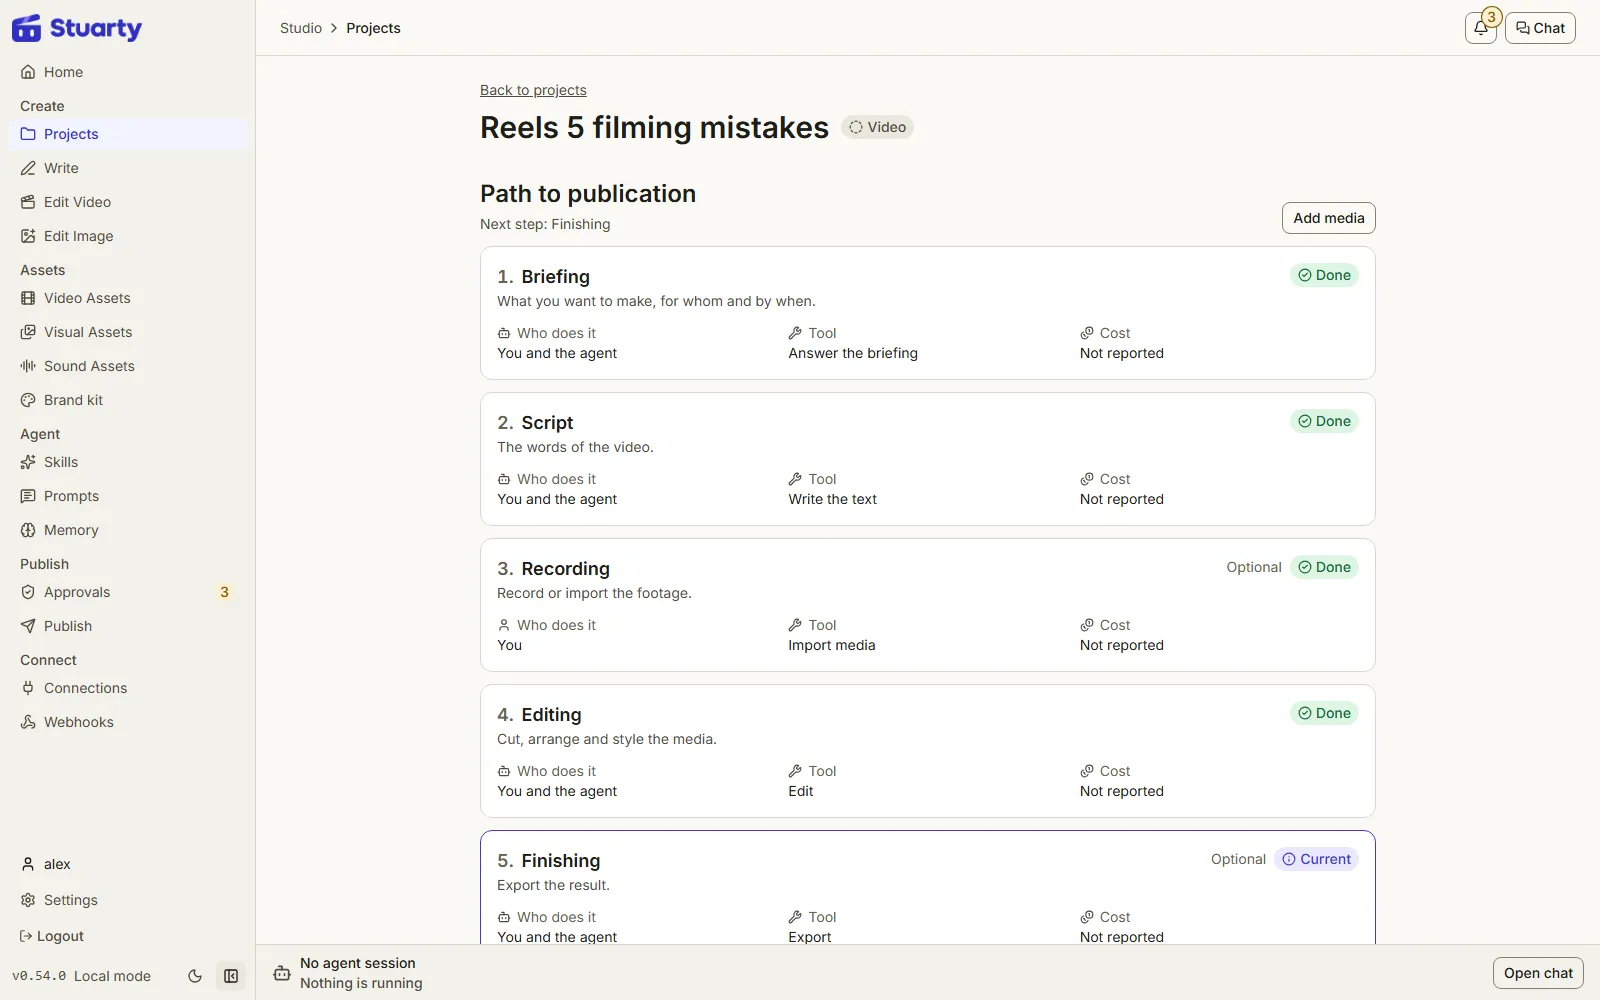 Stuarty
Home
Create
Projects
Write
Edit Video
Edit Image
Assets
Video Assets
Visual Assets
Sound Assets
Brand kit
Agent
Skills
Prompts
Memory
Publish
Approvals 3
Publish
Connect
Connections
Webhooks
alex
Settings
Logout
v0.54.0 Local mode
Studio > Projects
3
Chat
Back to projects
Reels 5 filming mistakes Video
Path to publication
Next step: Finishing
Add media
1. Briefing Done
What you want to make, for whom and by when.
Who does it Tool Cost
You and the agent Answer the briefing Not reported
2. Script Done
The words of the video.
Who does it Tool Cost
You and the agent Write the text Not reported
3. Recording Optional Done
Record or import the footage.
Who does it Tool Cost
You Import media Not reported
4. Editing Done
Cut, arrange and style the media.
Who does it Tool Cost
You and the agent Edit Not reported
5. Finishing Optional Current
Export the result.
Who does it Tool Cost
You and the agent Export Not reported
No agent session
Nothing is running
Open chat